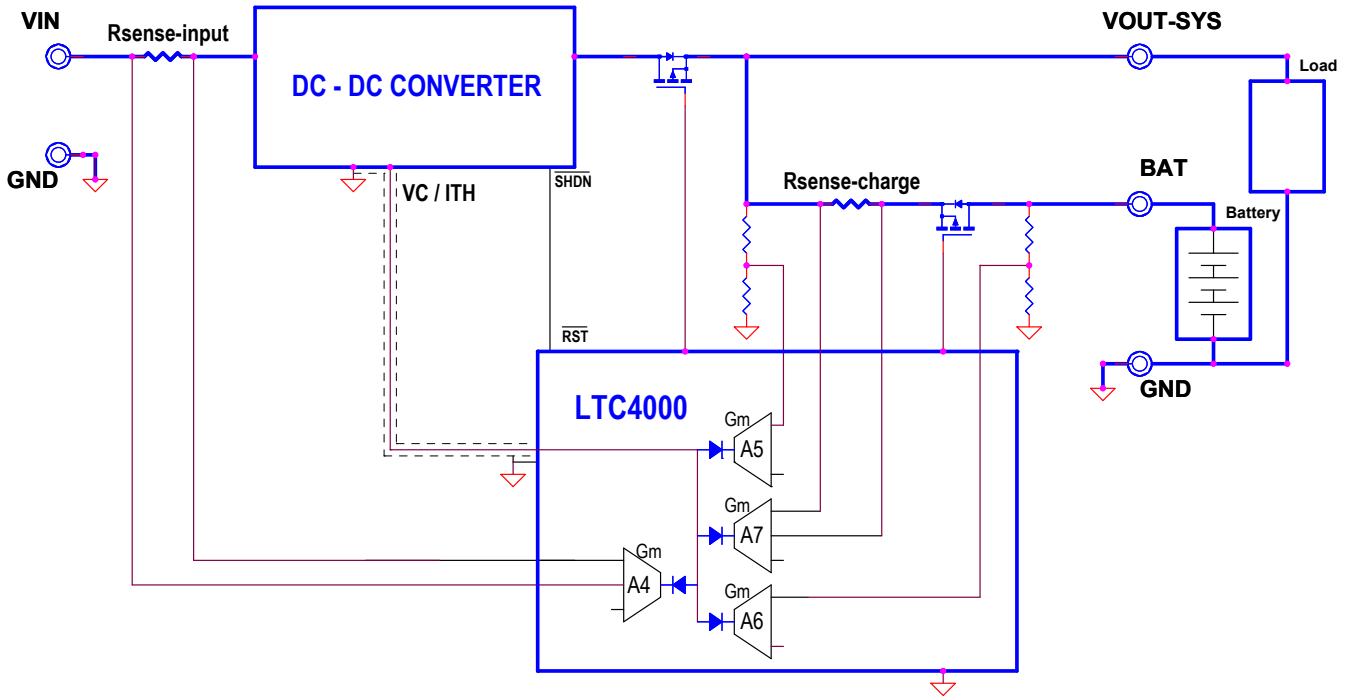 VIN
Rsense-input
VOUT-SYS
Load
DC - DC CONVERTER
GND
VC / ITH
SHDN
Rsense-charge
BAT
Battery
RST
GND
LTC4000
Gm
A5
Gm
A7
Gm
A4
Gm
A6